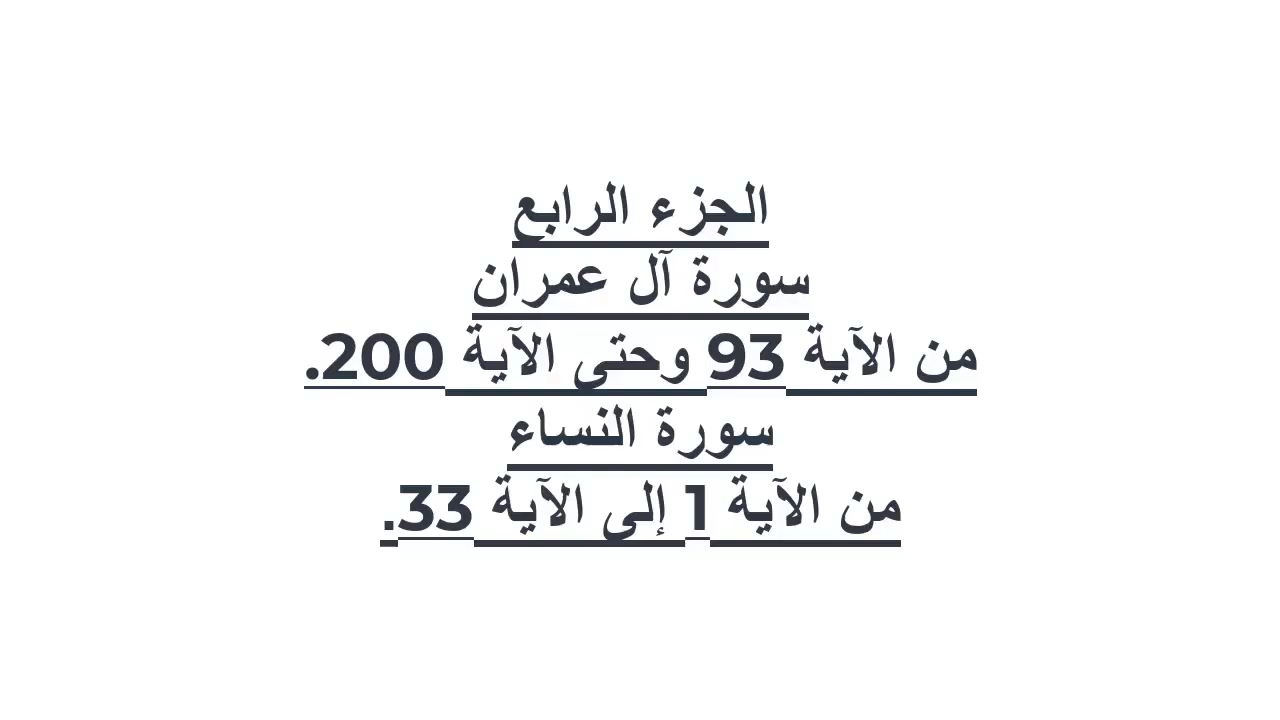 الجزء الرابع
سورة آل عمران
من الآية 93 وحتى الآية 200.
سورة النساء
من الآية 1 إلى الآية 33.